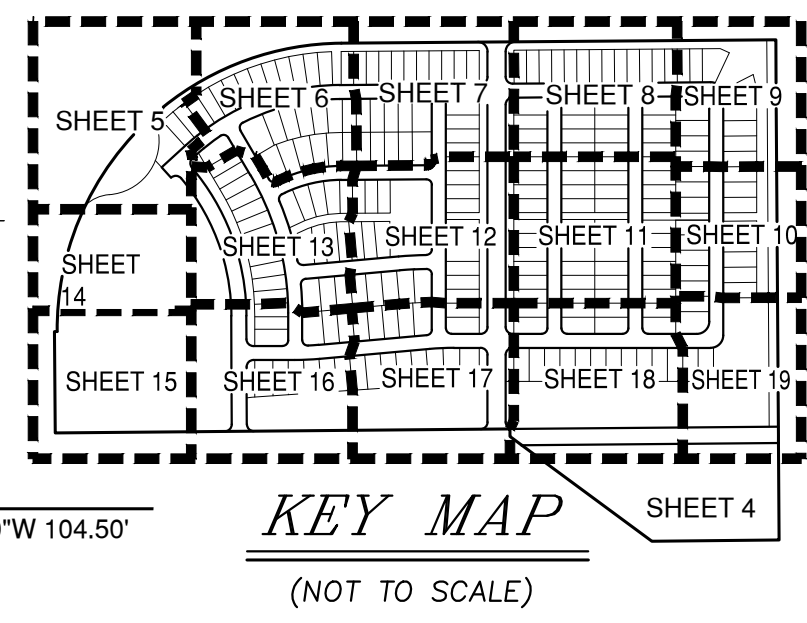 SHEET 5
SHEET 6
SHEET 7
SHEET 8
SHEET 9
SHEET
14
SHEET 13
SHEET 12
SHEET 11
SHEET 10
SHEET 15
SHEET 16
SHEET 17
SHEET 18
SHEET 19
SHEET 4
"W 104.50'
KEY MAP
(NOT TO SCALE)